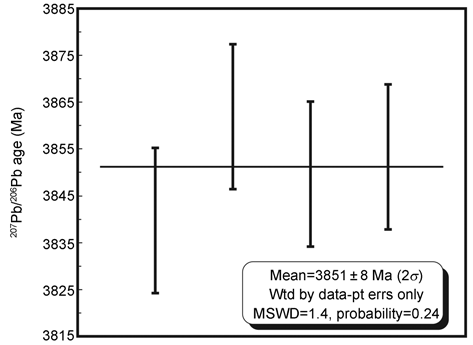 3885
3875
3865
3855
3845
3835
3825
3815
²⁰⁷Pb/²⁰⁶Pb age (Ma)
Mean=3851 ± 8 Ma (2σ)
Wtd by data-pt errs only
MSWD=1.4, probability=0.24